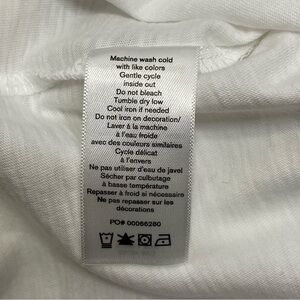 Machine wash cold
with like colors
Gentle cycle
inside out
Do not bleach
Tumble dry low
Cool iron if needed
Do not iron on decoration/
Laver à la machine
à l'eau froide
avec des couleurs similaires
Cycle délicat
à l'envers
Ne pas utiliser d'eau de javel
Sécher par culbutage
à basse température
Repasser à froid si nécessaire
Ne pas repasser sur les
décorations
PO# 00086280